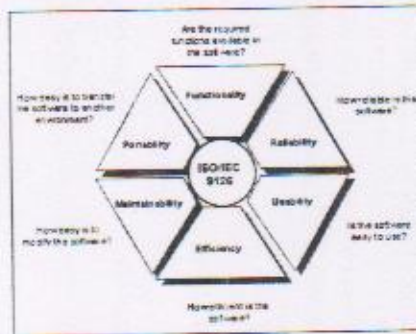 Are the required
functions available in
the software?
Functionality
How easy is to transfer
the software to another
environment?
How reliable is the
software?
Portability
Reliability
ISO/IEC
9126
Maintainability
Usability
How easy is to
modify the software?
Efficiency
Is the software
easy to use?
How efficient is the
software?